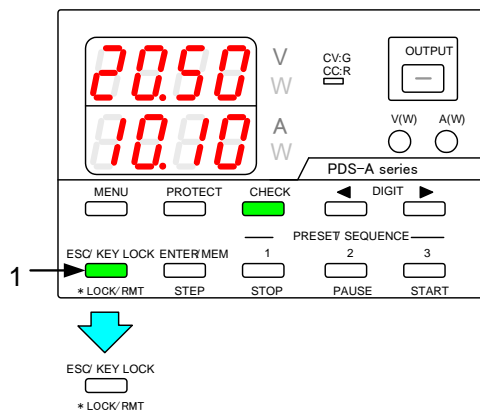 20.50 V
W
CV:G
CC:R
OUTPUT
10.10 A
W
V(W) A(W)
PDS-A series
MENU PROTECT CHECK ◀ DIGIT ▶
PRESET/ SEQUENCE
ESC/ KEY LOCK ENTER/MEM 1 2 3
1
* LOCK/RMT STEP STOP PAUSE START
ESC/ KEY LOCK
* LOCK/RMT